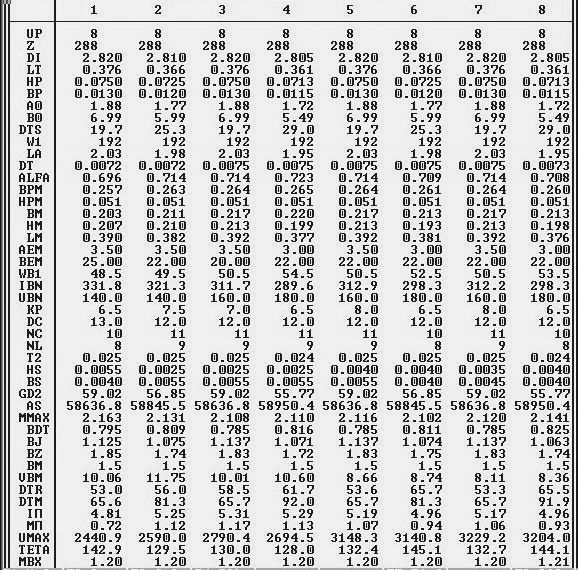 1 2 3 4 5 6 7 8
UP 8 8 8 8 8 8 8 8
Z 288 288 288 288 288 288 288 288
DI 2.820 2.810 2.820 2.805 2.820 2.810 2.820 2.805
LT 0.376 0.366 0.376 0.361 0.376 0.366 0.376 0.361
HP 0.0750 0.0725 0.0750 0.0713 0.0750 0.0725 0.0750 0.0713
BP 0.0130 0.0120 0.0130 0.0115 0.0130 0.0120 0.0130 0.0115
A0 1.88 1.77 1.88 1.72 1.88 1.77 1.88 1.72
B0 6.99 5.99 6.99 5.49 6.99 5.99 6.99 5.49
DTS 19.7 25.3 19.7 29.0 19.7 25.3 19.7 29.0
W1 192 192 192 192 192 192 192 192
LA 2.03 1.98 2.03 1.95 2.03 1.98 2.03 1.95
DT 0.0072 0.0072 0.0075 0.0075 0.0075 0.0075 0.0075 0.0073
ALFA 0.696 0.714 0.714 0.723 0.714 0.709 0.714 0.708
BPM 0.257 0.263 0.264 0.265 0.264 0.261 0.264 0.260
HPM 0.051 0.051 0.051 0.051 0.051 0.051 0.051 0.051
BM 0.203 0.211 0.217 0.220 0.217 0.213 0.217 0.213
HM 0.207 0.210 0.213 0.199 0.213 0.193 0.213 0.198
LM 0.390 0.382 0.392 0.377 0.392 0.381 0.392 0.376
AEM 3.50 3.50 3.50 3.00 3.50 3.00 3.50 3.00
BEM 25.00 22.00 20.00 22.00 22.00 22.00 22.00 22.00
WB1 48.5 49.5 50.5 54.5 50.5 52.5 50.5 53.5
IBN 331.8 321.3 311.7 289.6 312.9 298.3 312.2 298.3
UBN 140.0 140.0 160.0 180.0 160.0 180.0 160.0 180.0
KP 6.5 7.5 7.0 6.5 8.0 6.5 8.0 6.5
DC 13.0 12.0 12.0 12.0 12.0 12.0 12.0 12.0
NC 10 11 11 10 11 10 11 10
NL 8 9 9 9 9 8 9 8
T2 0.025 0.025 0.025 0.024 0.025 0.025 0.025 0.024
HS 0.0055 0.0025 0.0025 0.0025 0.0040 0.0040 0.0035 0.0040
BS 0.0040 0.0055 0.0055 0.0055 0.0040 0.0040 0.0040 0.0040
GD2 59.02 56.85 59.02 55.77 59.02 56.85 59.02 55.77
AS 58636.8 58845.5 58636.8 58950.4 58636.8 58845.5 58636.8 58950.4
MMAX 2.163 2.131 2.108 2.110 2.116 2.102 2.120 2.141
BDT 0.795 0.809 0.785 0.816 0.785 0.811 0.785 0.825
BJ 1.125 1.075 1.137 1.071 1.137 1.074 1.137 1.063
BZ 1.85 1.74 1.83 1.72 1.83 1.75 1.83 1.74
BM 1.5 1.5 1.5 1.5 1.5 1.5 1.5 1.5
VBM 10.06 11.75 10.01 10.60 8.66 8.74 8.11 8.36
DTR 53.0 56.0 58.5 61.7 53.6 65.7 53.3 65.5
DTM 65.6 81.3 65.7 92.0 65.7 81.3 65.7 91.9
IП 4.81 5.25 5.31 5.29 5.19 4.96 5.17 4.96
MП 0.72 1.12 1.17 1.13 1.07 0.94 1.06 0.93
UMAX 2440.9 2590.0 2790.4 2694.5 3148.3 3140.8 3229.2 3204.0
TETA 142.9 129.5 130.0 128.0 132.4 145.1 132.7 144.1
MBX 1.20 1.20 1.20 1.20 1.20 1.20 1.20 1.20